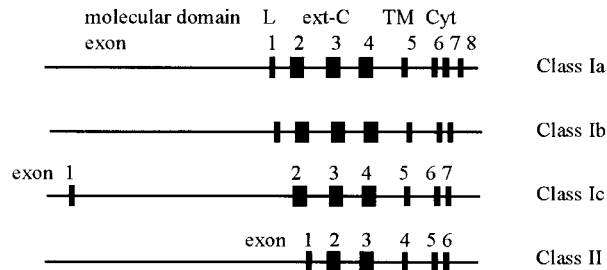 molecular domain L ext-C TM Cyt
exon 1 2 3 4 5 6 7 8
Class Ia
Class Ib
exon 1 2 3 4 5 6 7
Class Ic
exon 1 2 3 4 5 6
Class II